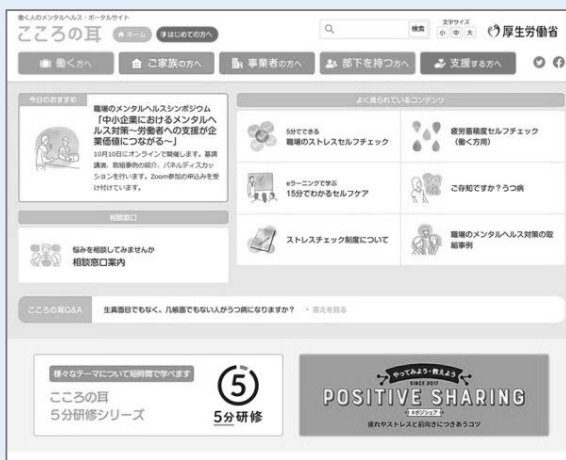 働く人のメンタルヘルス・ポータルサイト
こころの耳
ホーム
はじめての方へ
検索
文字サイズ
小 中 大
厚生労働省
働く方へ
ご家族の方へ
事業者の方へ
部下を持つ方へ
支援する方へ
今日のおすすめ
職場のメンタルヘルスシンポジウム
「中小企業におけるメンタルヘ
ルス対策～労働者への支援が企
業価値につながる～」
10月10日にオンラインで開催します。基調
講演、取組事例の紹介、パネルディスカッ
ションを行います。Zoom参加の申込みを受
け付けています。
相談窓口
悩みを相談してみませんか
相談窓口案内
よく見られているコンテンツ
5分でできる
職場のストレスセルフチェック
疲労蓄積度セルフチェック
（働く方用）
eラーニングで学ぶ
15分でわかるセルフケア
ご存知ですか？うつ病
ストレスチェック制度について
職場のメンタルヘルス対策の取
組事例
こころの耳Q&A
生真面目でもなく、几帳面でもない人がうつ病になりますか？
答えを見る
様々なテーマについて短時間で学べます
こころの耳
5分研修シリーズ
5
5分研修
やってみよう・教えよう
SINCE 2017
POSITIVE SHARING
#ポジシェア
疲れやストレスと前向きにつきあうコツ